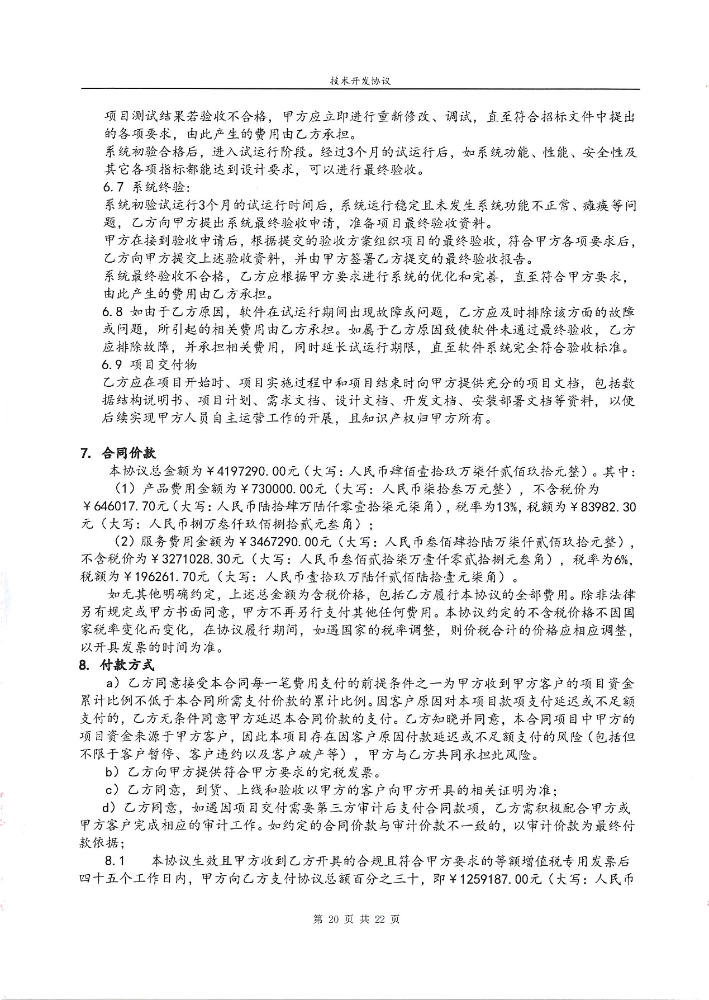 技术开发协议
项目测试结果若验收不合格，甲方应立即进行重新修改、调试，直至符合招标文件中提出
的各项要求，由此产生的费用由乙方承担。
系统初验合格后，进入试运行阶段。经过3个月的试运行后，如系统功能、性能、安全性及
其它各项指标都能达到设计要求，可以进行最终验收。
6.7 系统终验：
系统初验试运行3个月的试运行时间后，系统运行稳定且未发生系统功能不正常、瘫痪等问
题，乙方向甲方提出系统最终验收申请，准备项目最终验收资料。
甲方在接到验收申请后，根据提交的验收方案组织项目的最终验收，符合甲方各项要求后，
乙方向甲方提交上述验收资料，并由甲方签署乙方提交的最终验收报告。
系统最终验收不合格，乙方应根据甲方要求进行系统的优化和完善，直至符合甲方要求，
由此产生的费用由乙方承担。
6.8 如由于乙方原因，软件在试运行期间出现故障或问题，乙方应及时排除该方面的故障
或问题，所引起的相关费用由乙方承担。如属于乙方原因致使软件未通过最终验收，乙方
应排除故障，并承担相关费用，同时延长试运行期限，直至软件系统完全符合验收标准。
6.9 项目交付物
乙方应在项目开始时、项目实施过程中和项目结束时向甲方提供充分的项目文档，包括数
据结构说明书、项目计划、需求文档、设计文档、开发文档、安装部署文档等资料，以便
后续实现甲方人员自主运营工作的开展，且知识产权归甲方所有。
7. 合同价款
本协议总金额为￥4197290.00元（大写：人民币肆佰壹拾玖万柒仟贰佰玖拾元整）。其中：
（1）产品费用金额为￥730000.00元（大写：人民币柒拾叁万元整），不含税价为
￥646017.70元（大写：人民币陆拾肆万陆仟零壹拾柒元柒角），税率为13%，税额为￥83982.30
元（大写：人民币捌万叁仟玖佰捌拾贰元叁角）；
（2）服务费用金额为￥3467290.00元（大写：人民币叁佰肆拾陆万柒仟贰佰玖拾元整），
不含税价为￥3271028.30元（大写：人民币叁佰贰拾柒万壹仟零贰拾捌元叁角），税率为6%，
税额为￥196261.70元（大写：人民币壹拾玖万陆仟贰佰陆拾壹元柒角）。
如无其他明确约定，上述总金额为含税价格，包括乙方履行本协议的全部费用。除非法律
另有规定或甲方书面同意，甲方不再另行支付其他任何费用。本协议约定的不含税价格不因国
家税率变化而变化，在协议履行期间，如遇国家的税率调整，则价税合计的价格应相应调整，
以开具发票的时间为准。
8. 付款方式
a）乙方同意接受本合同每一笔费用支付的前提条件之一为甲方收到甲方客户的项目资金
累计比例不低于本合同所需支付价款的累计比例。因客户原因对本项目款项支付延迟或不足额
支付的，乙方无条件同意甲方延迟本合同价款的支付。乙方知晓并同意，本合同项目中甲方的
项目资金来源于甲方客户，因此本项目存在因客户原因付款延迟或不足额支付的风险（包括但
不限于客户暂停、客户违约以及客户破产等），甲方与乙方共同承担此风险。
b）乙方向甲方提供符合甲方要求的完税发票。
c）乙方同意，到货、上线和验收以甲方的客户向甲方开具的相关证明为准；
d）乙方同意，如遇因项目交付需要第三方审计后支付合同款项，乙方需积极配合甲方或
甲方客户完成相应的审计工作。如约定的合同价款与审计价款不一致的，以审计价款为最终付
款依据；
8.1 本协议生效且甲方收到乙方开具的合规且符合甲方要求的等额增值税专用发票后
四十五个工作日内，甲方向乙方支付协议总额百分之三十，即￥1259187.00元（大写：人民币
第 20 页 共 22 页